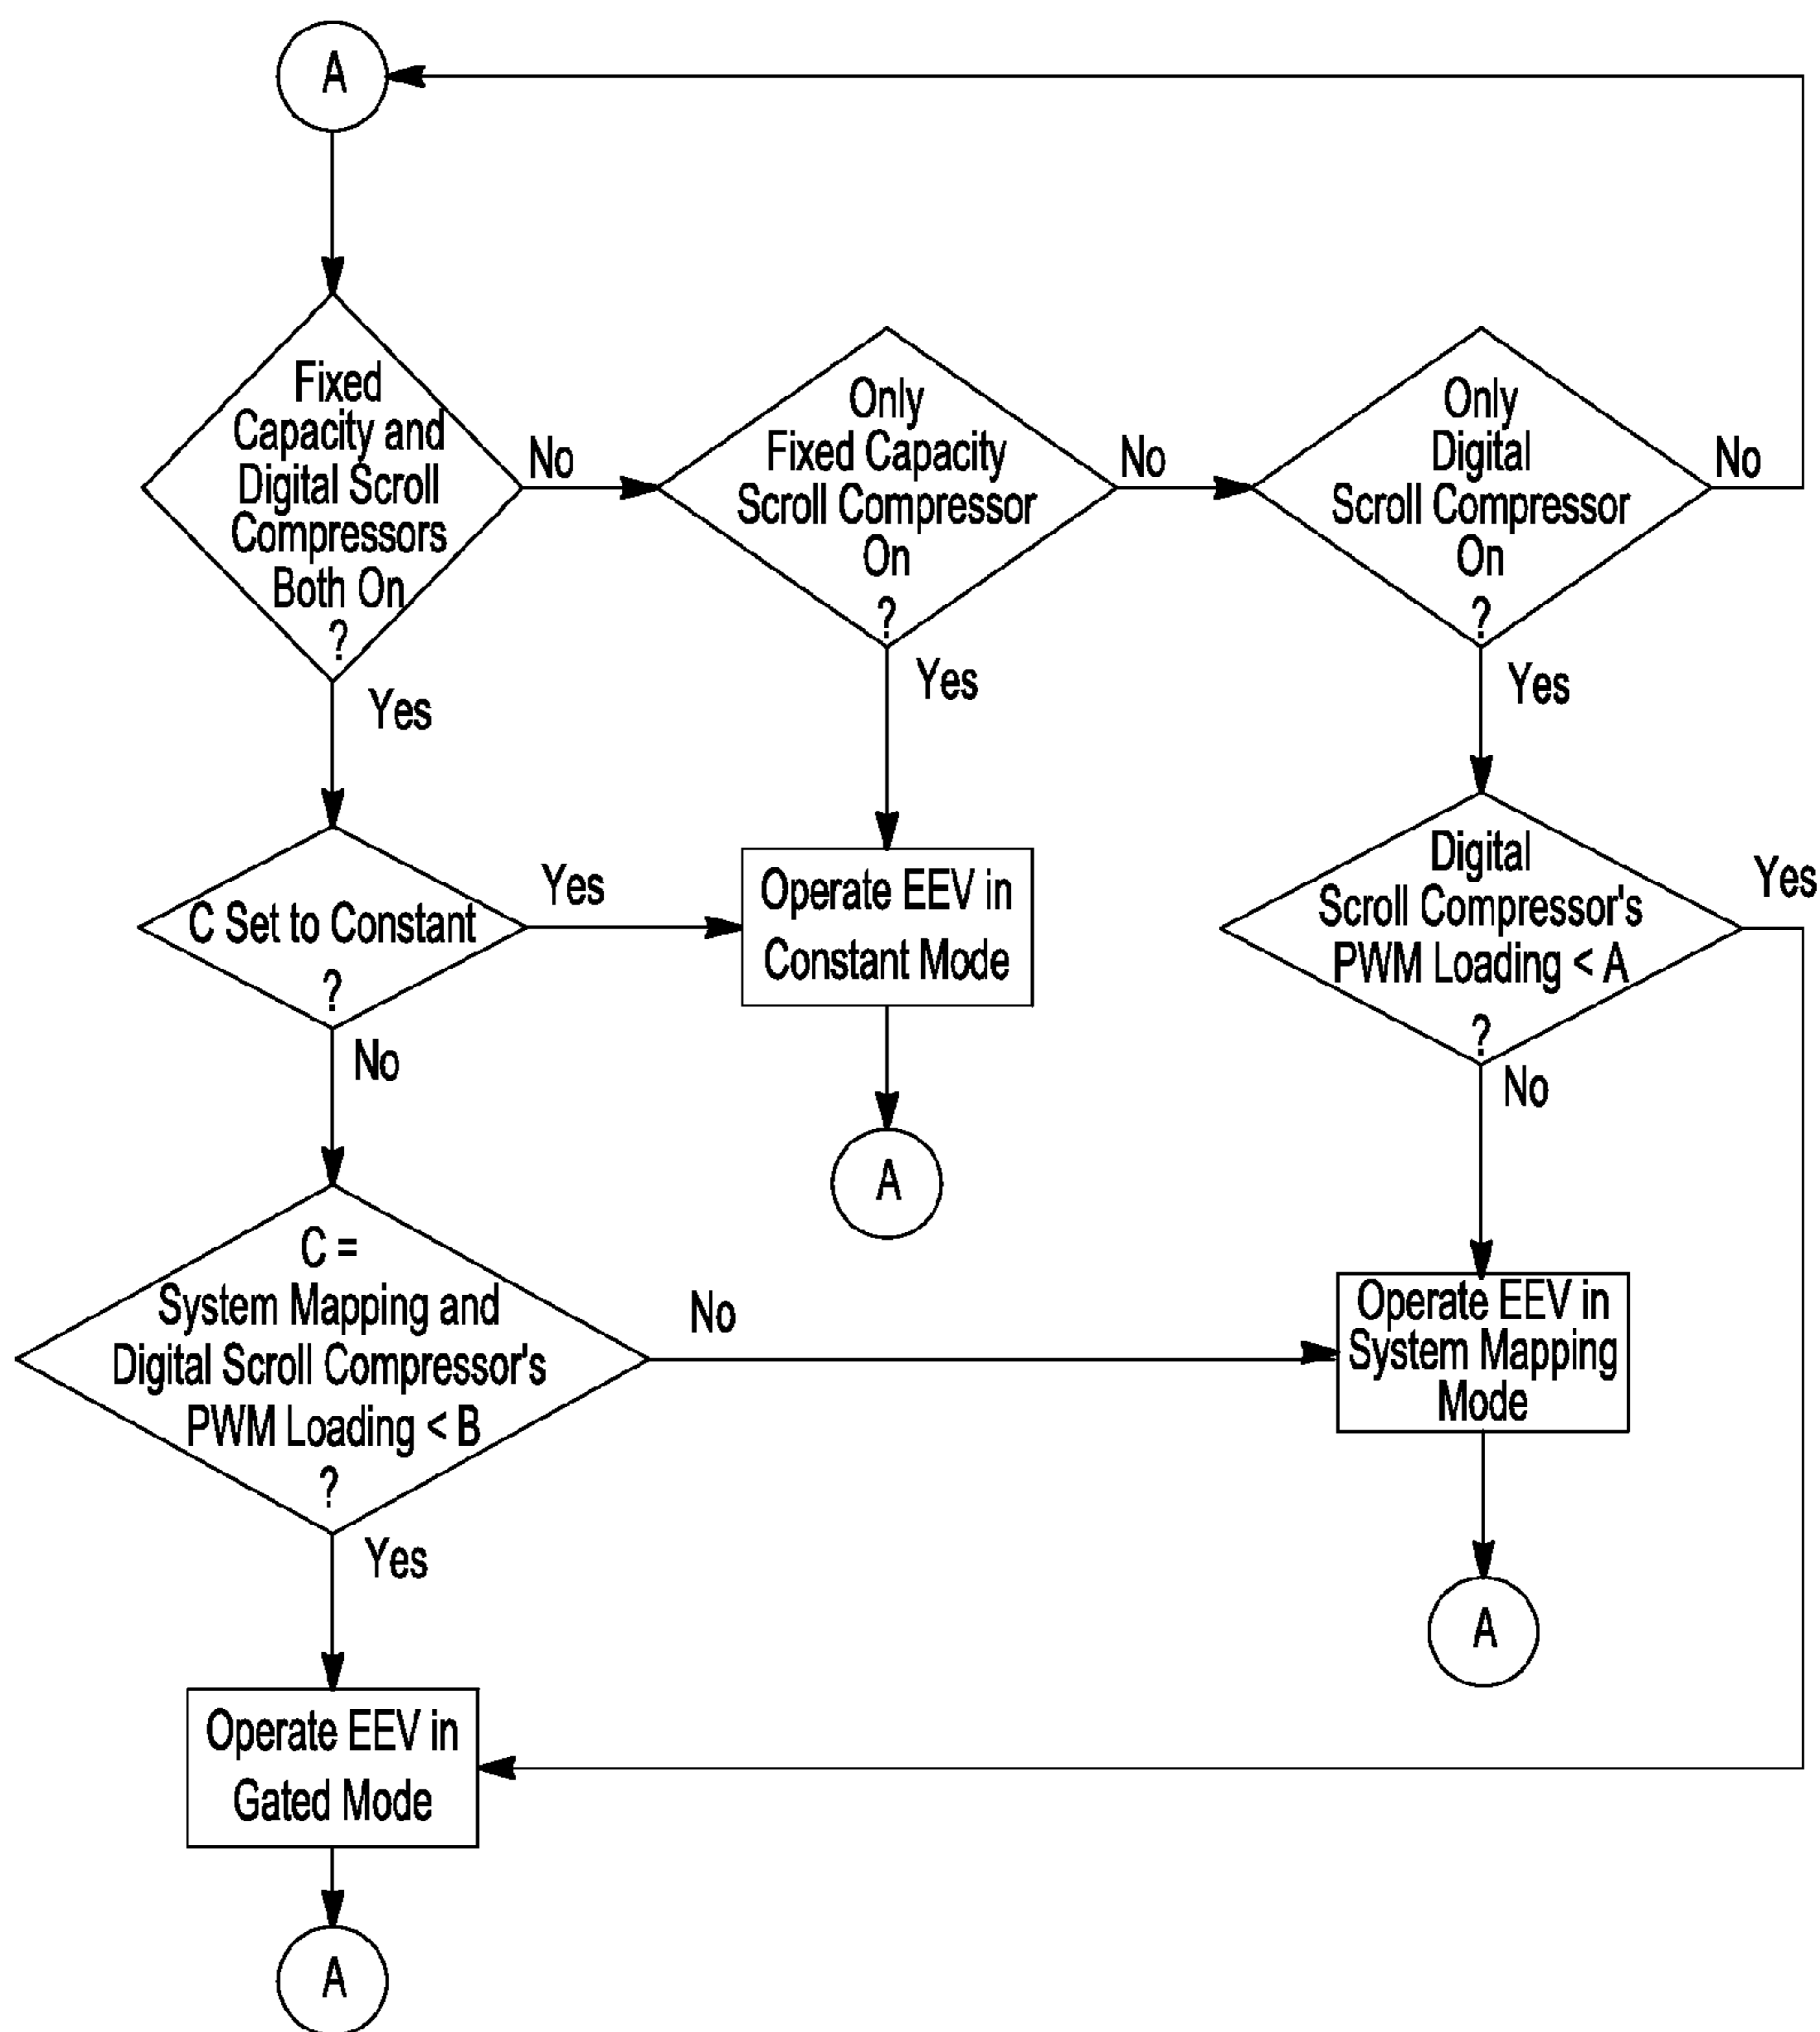 A
Fixed
Capacity and
Digital Scroll
Compressors
Both On
?
No
Only
Fixed Capacity
Scroll Compressor
On
?
No
Only
Digital
Scroll Compressor
On
?
No
Yes
Yes
Yes
C Set to Constant
?
Yes
Operate EEV in
Constant Mode
Digital
Scroll Compressor's
PWM Loading < A
?
Yes
No
No
A
C =
System Mapping and
Digital Scroll Compressor's
PWM Loading < B
?
No
Operate EEV in
System Mapping
Mode
Yes
A
Operate EEV in
Gated Mode
A